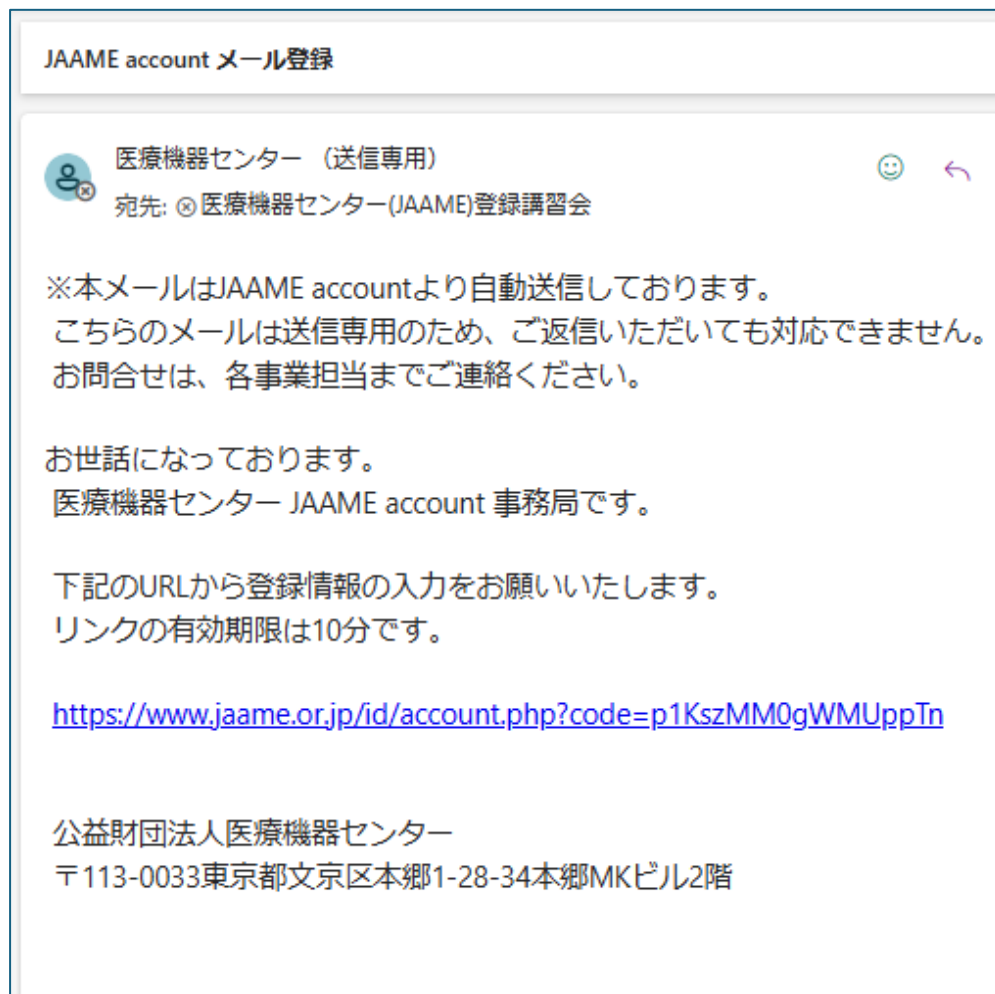 JAAME account メール登録
医療機器センター （送信専用）
宛先: 医療機器センター(JAAME)登録講習会
※本メールはJAAME accountより自動送信しております。
こちらのメールは送信専用のため、ご返信いただいても対応できません。
お問合せは、各事業担当までご連絡ください。
お世話になっております。
医療機器センター JAAME account 事務局です。
下記のURLから登録情報の入力をお願いいたします。
リンクの有効期限は10分です。
https://www.jaame.or.jp/id/account.php?code=p1KszMM0gWMUppTn
公益財団法人医療機器センター
〒113-0033東京都文京区本郷1-28-34本郷MKビル2階